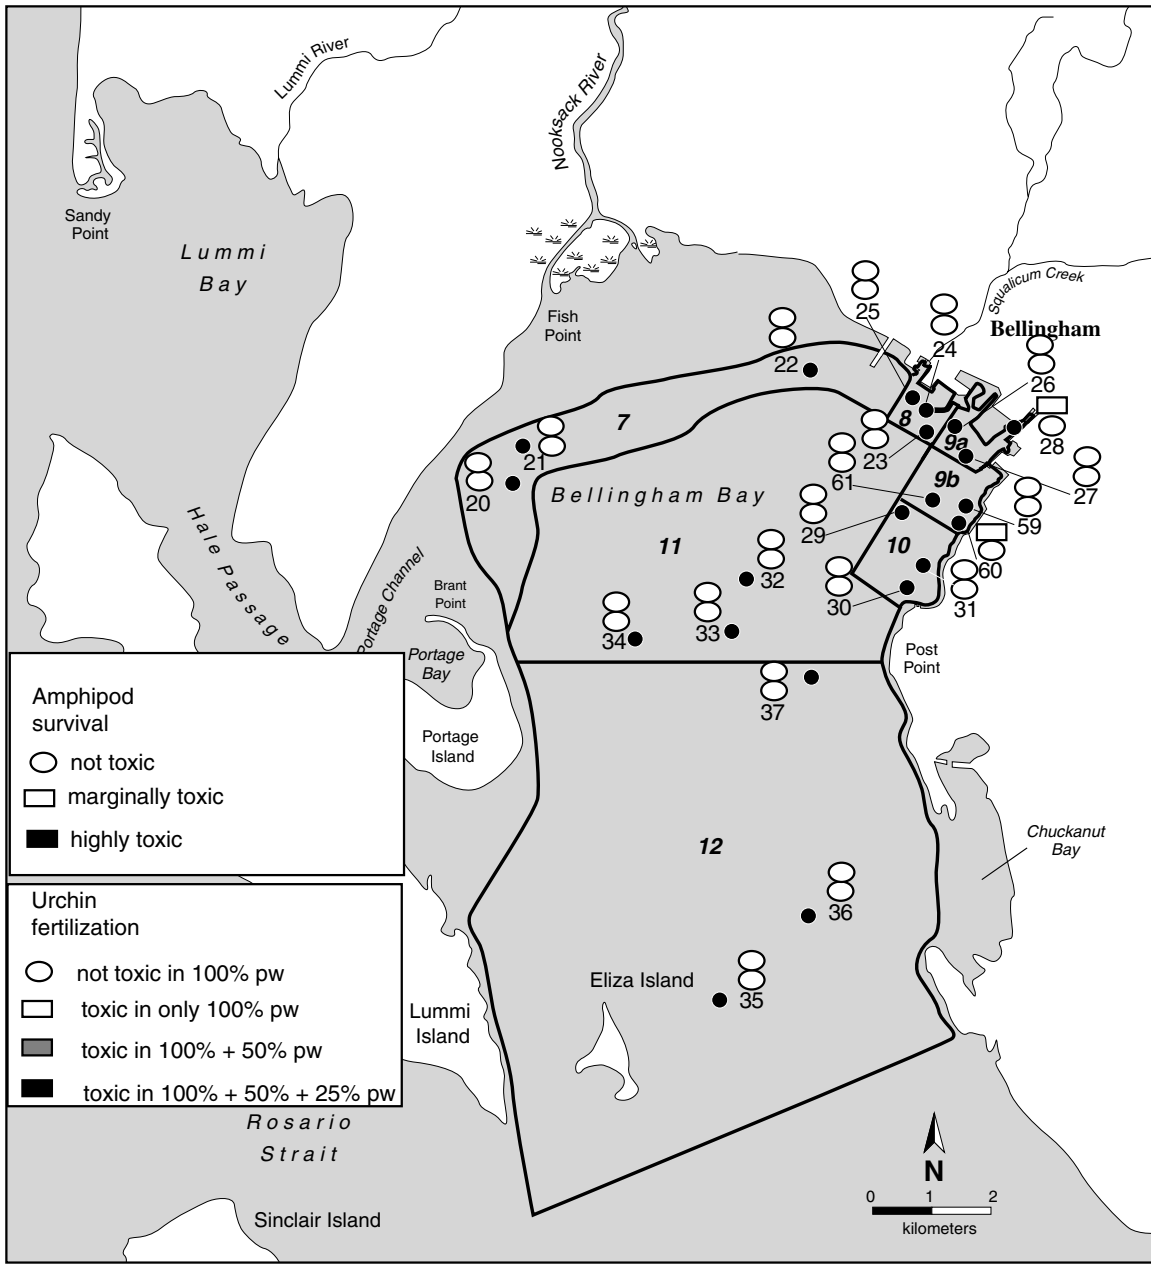 Lummi River
Nooksack River
Sandy
Point
Lummi
Bay
Fish
Point
Squalicum Creek
Bellingham
25
24
26
22
28
7
8
9a
23
21
20
27
61
9b
59
Bellingham Bay
29
11
10
60
32
30
31
34
33
Hale Passage
Portage Channel
Brant
Point
Portage
Bay
Post
Point
37
Portage
Island
12
Chuckanut
Bay
36
Eliza Island
35
Lummi
Island
Amphipod
survival
not toxic
marginally toxic
highly toxic
Urchin
fertilization
not toxic in 100% pw
toxic in only 100% pw
toxic in 100% + 50% pw
toxic in 100% + 50% + 25% pw
Rosario
Strait
Sinclair Island
N
0 1 2
kilometers